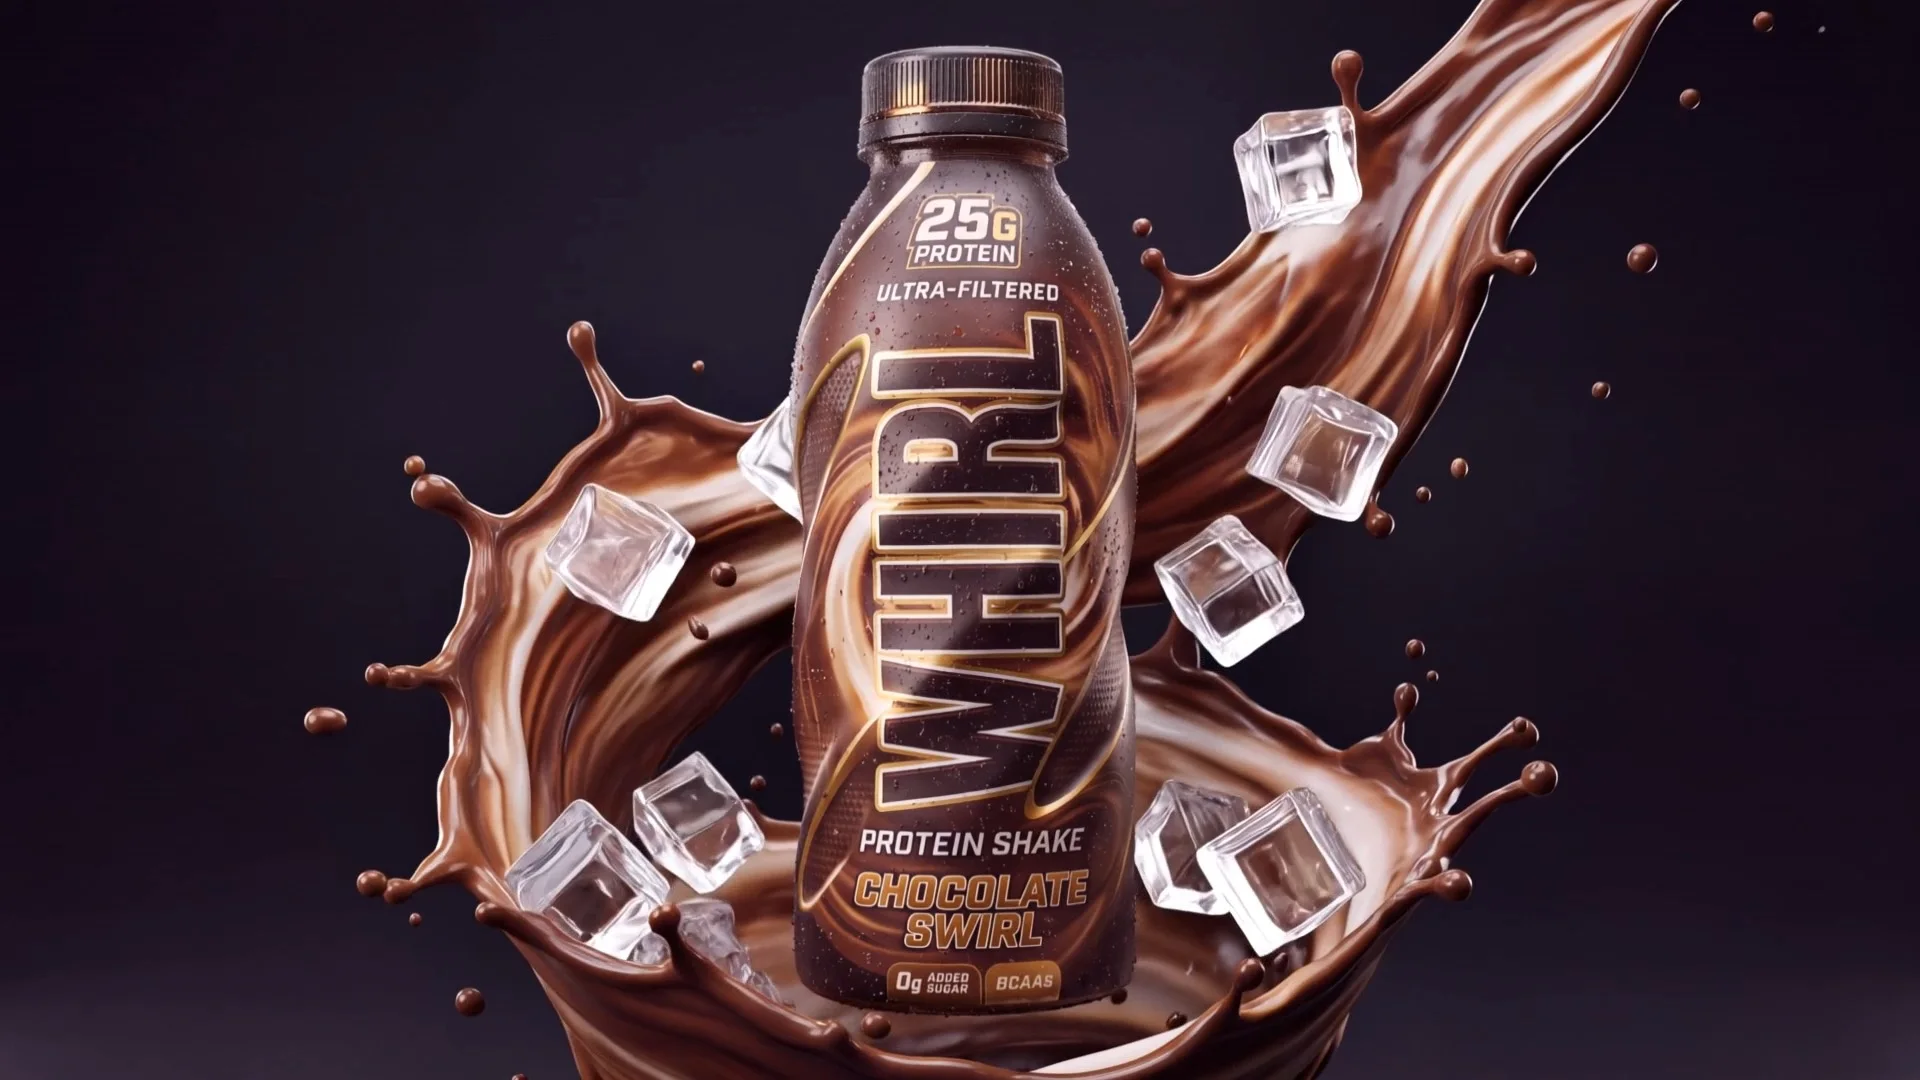 25G
PROTEIN
ULTRA-FILTERED
WHIRL
PROTEIN SHAKE
CHOCOLATE
SWIRL
0g ADDED SUGAR
BCAAS